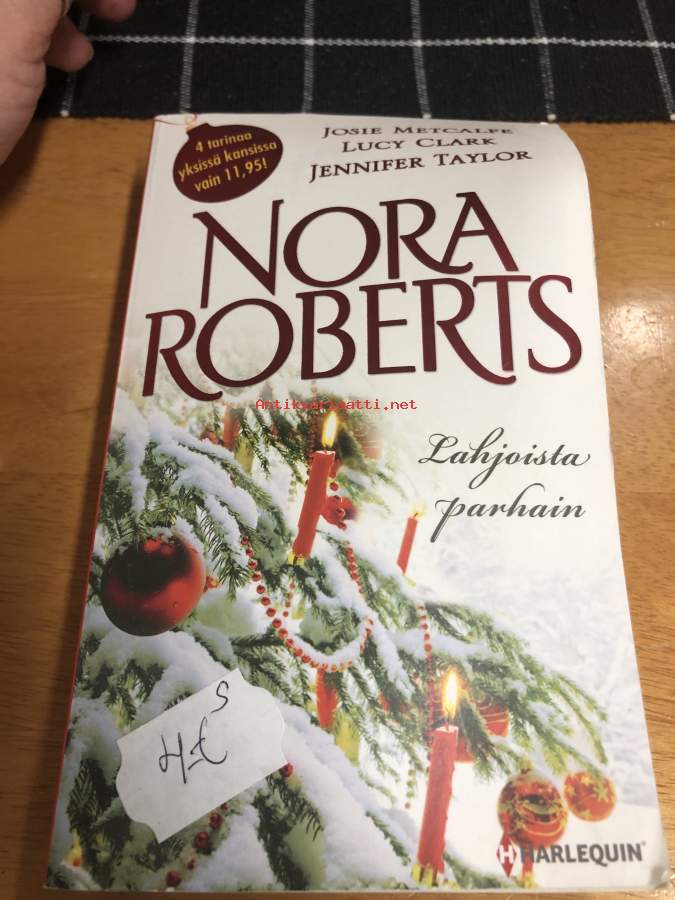 4 tarinaa
yksissä kansissa
vain 11,95!
JOSIE METCALFE
LUCY CLARK
JENNIFER TAYLOR
NORA
ROBERTS
Antikvariaatti.net
Lahjoista
parhain
4€
S
H HARLEQUIN